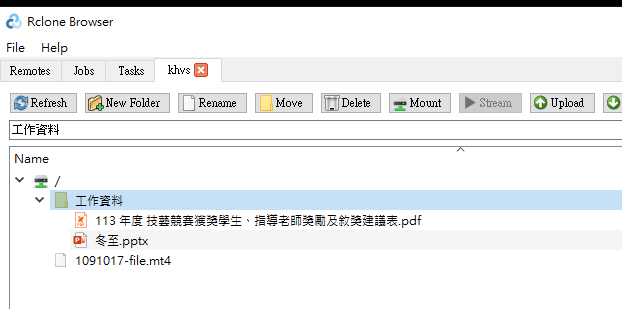 Rclone Browser
File Help
Remotes Jobs Tasks khvs
Refresh New Folder Rename Move Delete Mount Stream Upload
工作資料
Name
/
工作資料
113 年度 技藝競賽獲獎學生、指導老師獎勵及敘獎建議表.pdf
冬至.pptx
1091017-file.mt4